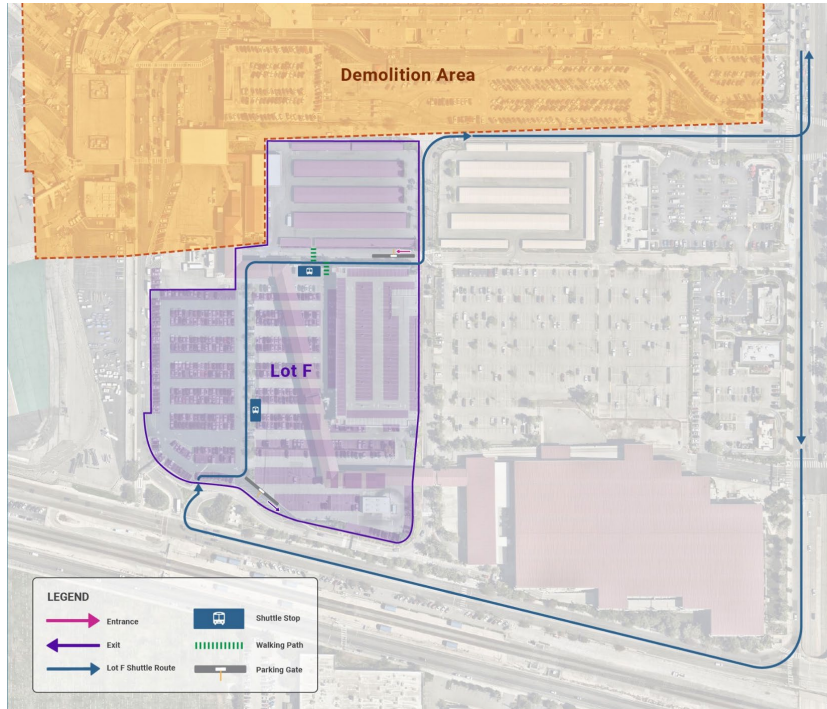 Demolition Area
Lot F
LEGEND
Entrance
Exit
Lot F Shuttle Route
Shuttle Stop
Walking Path
Parking Gate